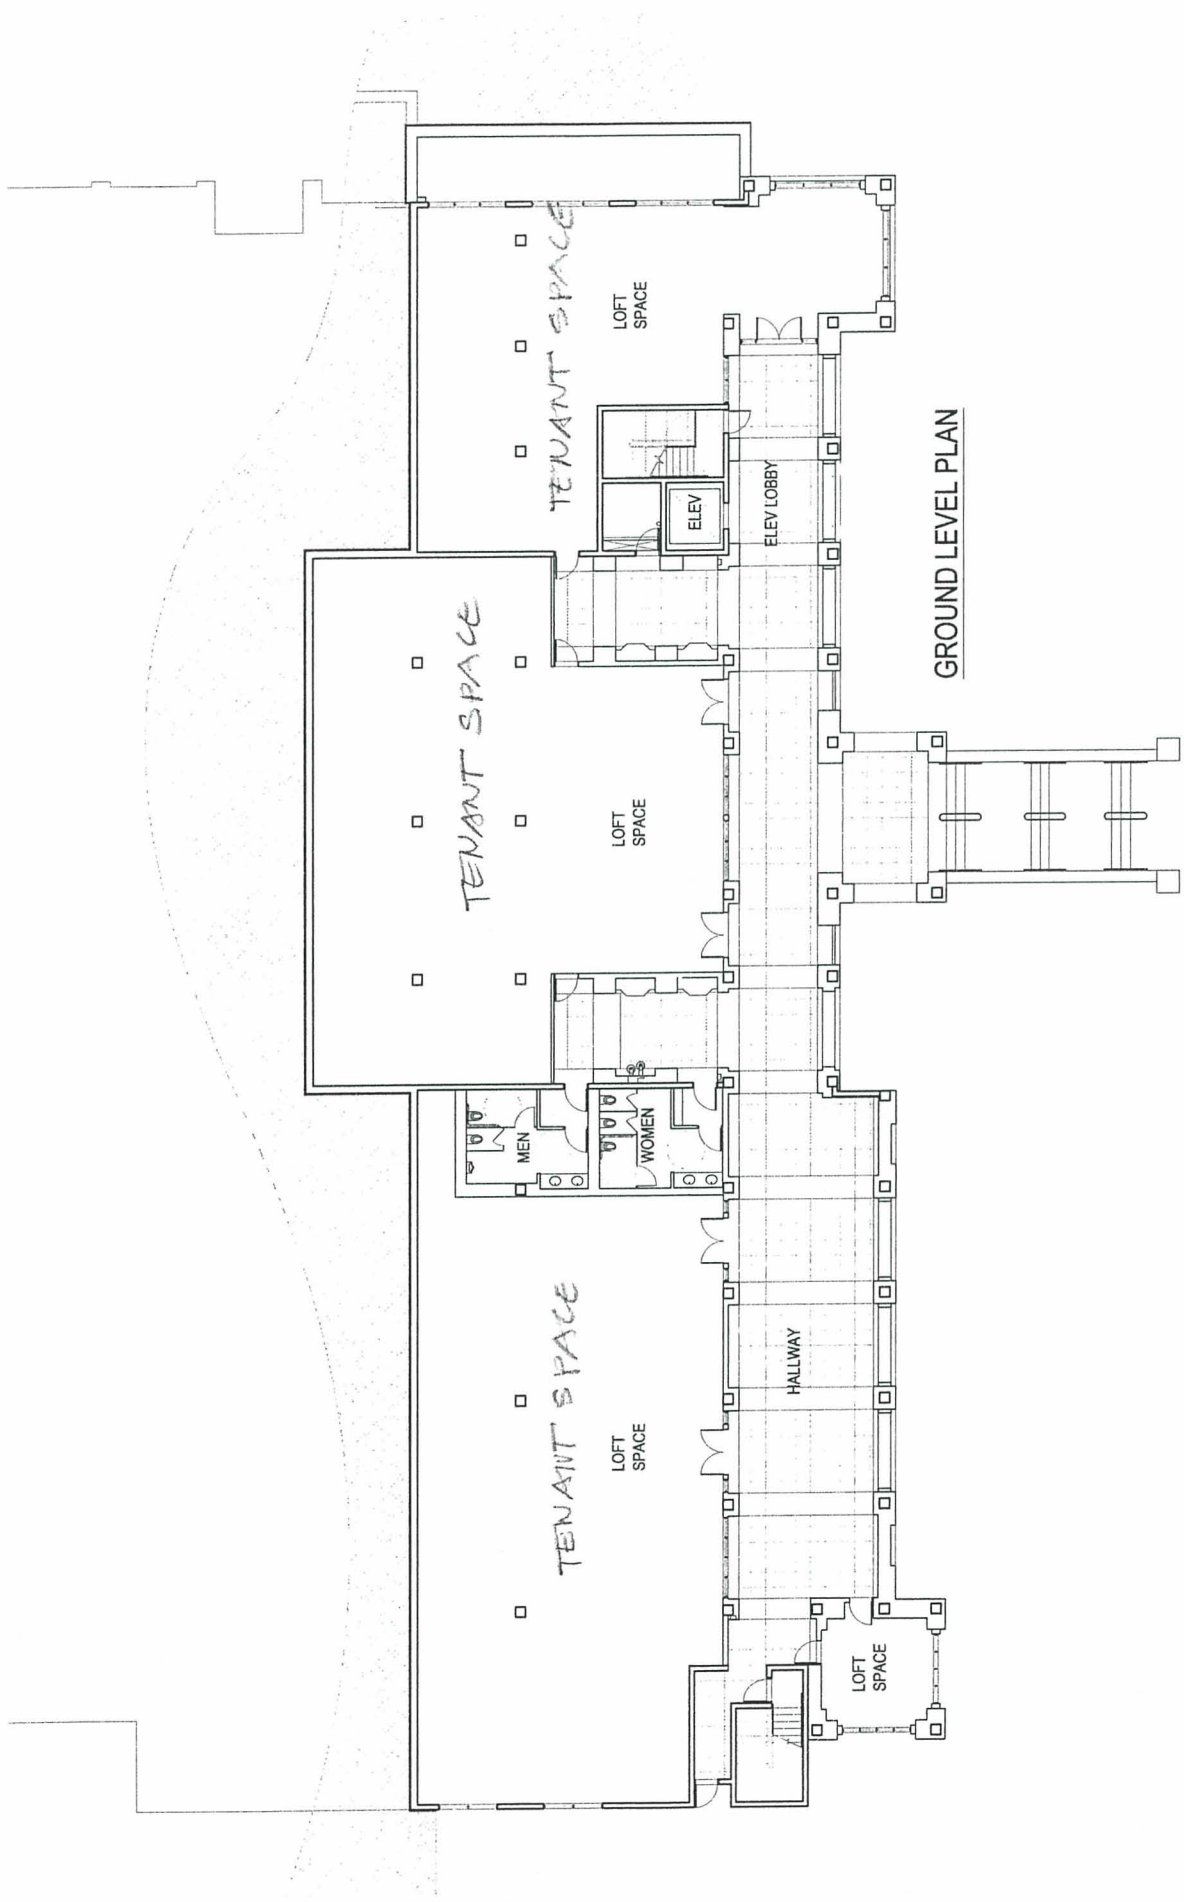 TENANT SPACE
LOFT
SPACE
MEN
WOMEN
HALLWAY
LOFT
SPACE
TENANT SPACE
LOFT
SPACE
TENANT SPACE
LOFT
SPACE
ELEV
ELEV LOBBY
GROUND LEVEL PLAN